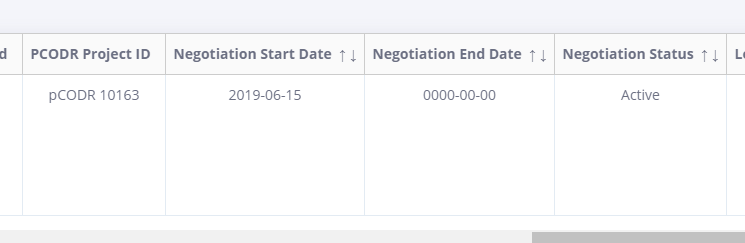 d PCODR Project ID Negotiation Start Date ↑↓ Negotiation End Date ↑↓ Negotiation Status ↑↓ L
pCODR 10163 2019-06-15 0000-00-00 Active